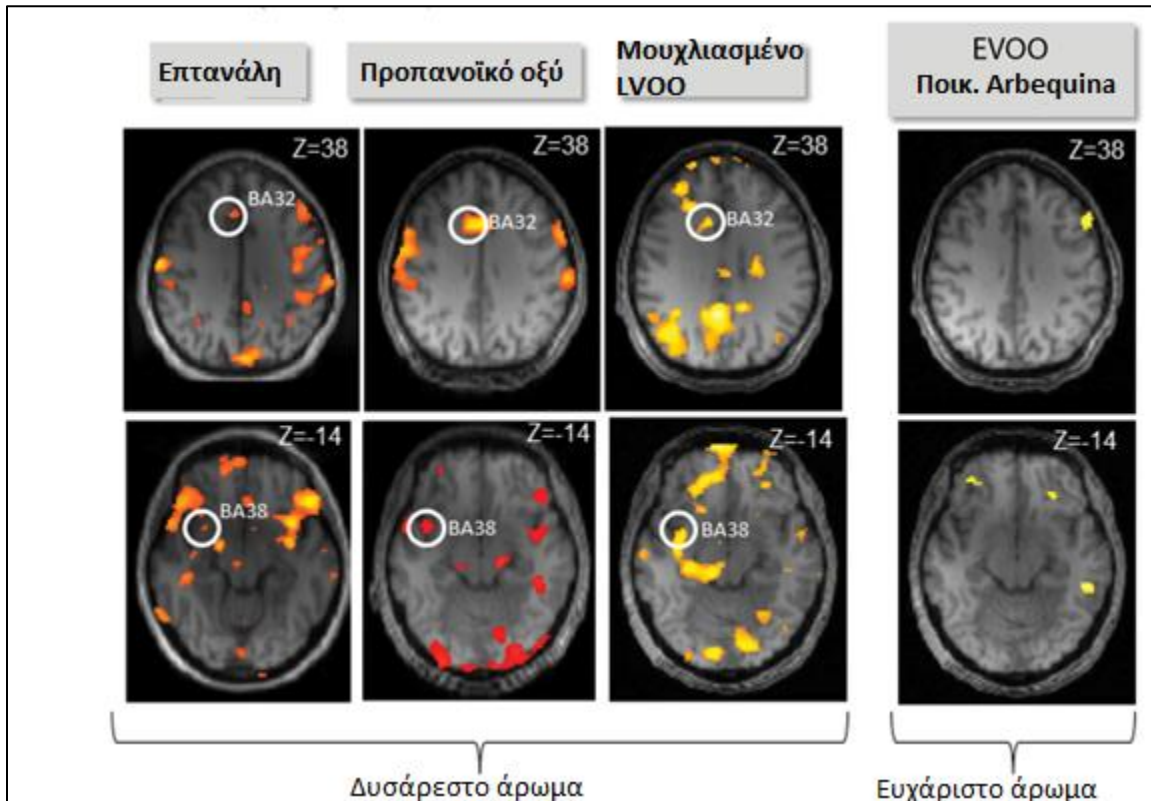 Επτανάλη
Προπανοϊκό οξύ
Μουχλιασμένο
LVOO
EVOO
Ποικ. Arbequina
Z=38
BA32
Z=38
BA32
Z=38
BA32
Z=38
Z=-14
BA38
Z=-14
BA38
Z=-14
BA38
Z=-14
Δυσάρεστο άρωμα
Ευχάριστο άρωμα